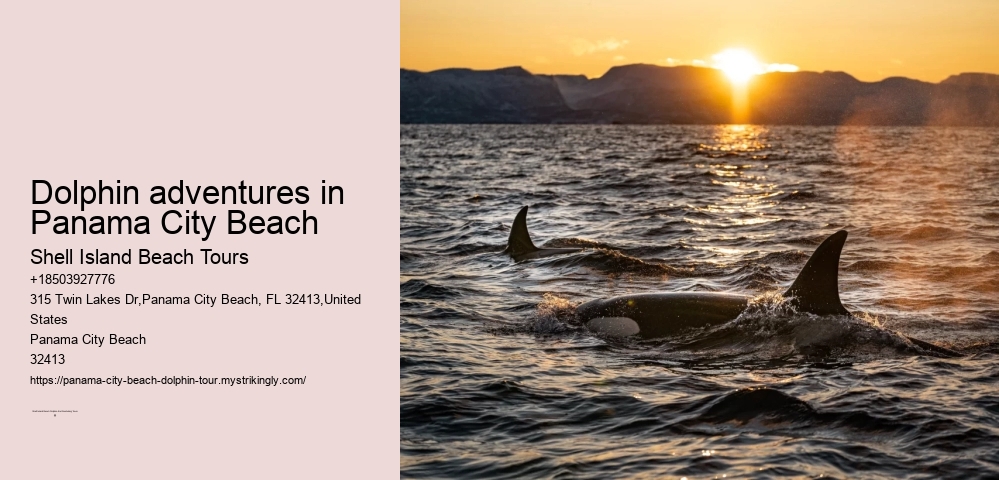 Dolphin adventures in
Panama City Beach
Shell Island Beach Tours
+18503927776
315 Twin Lakes Dr,Panama City Beach, FL 32413,United
States
Panama City Beach
32413
https://panama-city-beach-dolphin-tour.mystrikingly.com/